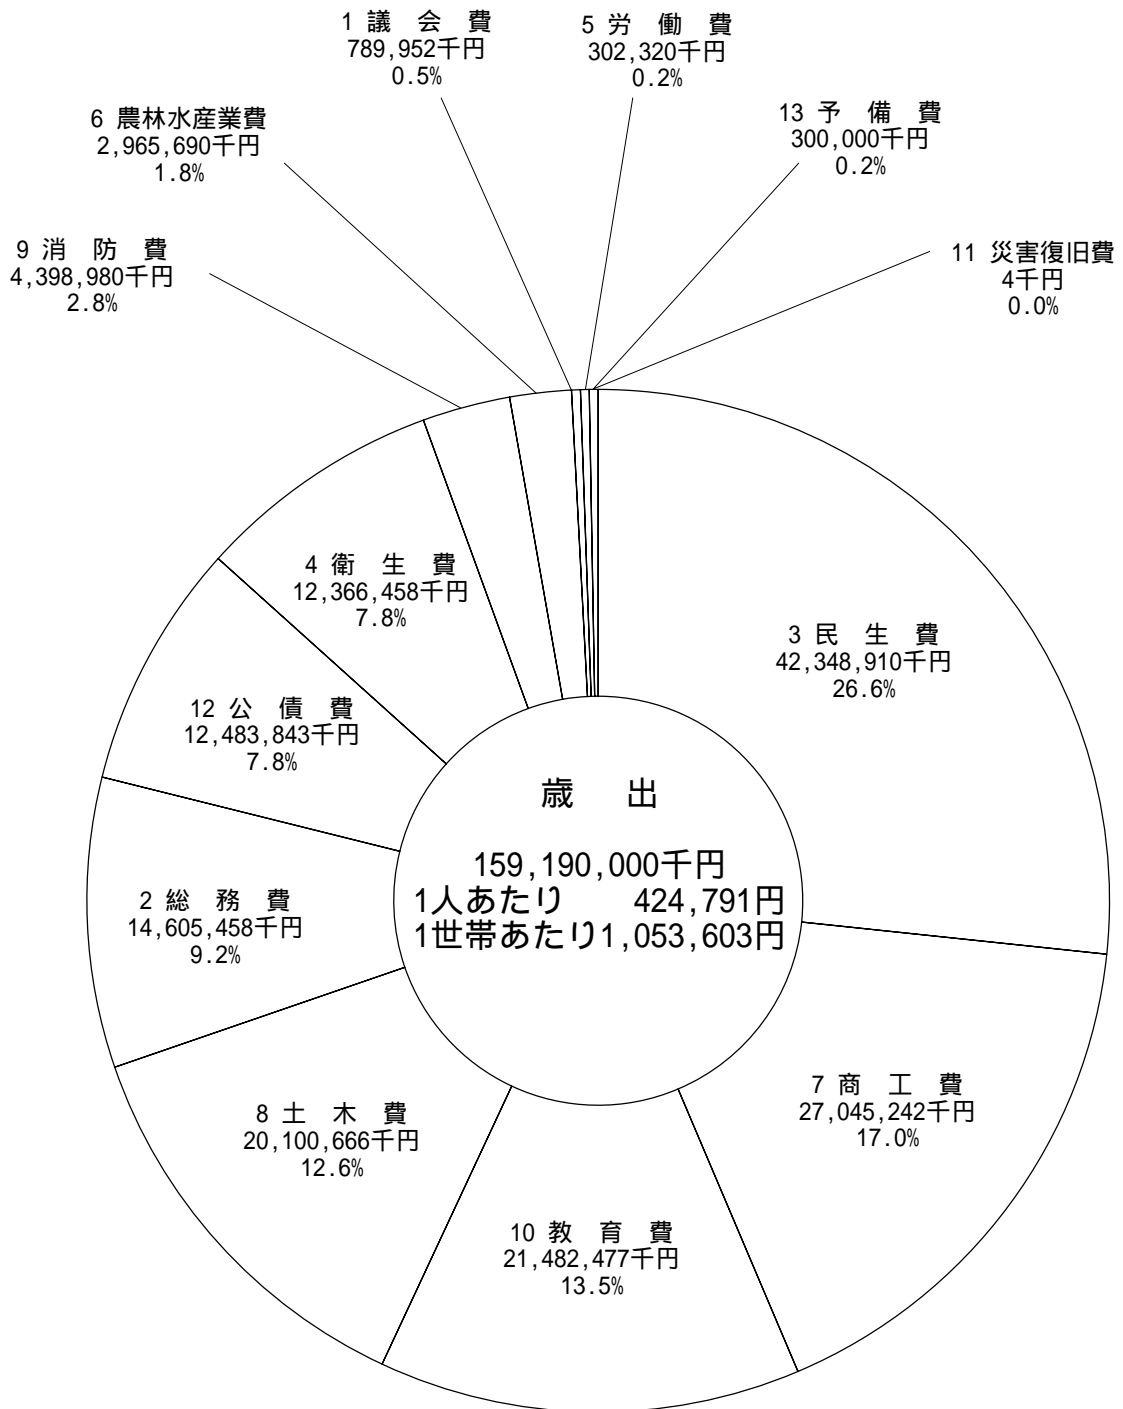 1 議　会　費
789,952千円
0.5%
5 労　働　費
302,320千円
0.2%
13 予　備　費
300,000千円
0.2%
6 農林水産業費
2,965,690千円
1.8%
9 消　防　費
4,398,980千円
2.8%
11 災害復旧費
4千円
0.0%
4 衛　生　費
12,366,458千円
7.8%
3 民　生　費
42,348,910千円
26.6%
12 公　債　費
12,483,843千円
7.8%
歳　出
159,190,000千円
1人あたり　　424,791円
1世帯あたり1,053,603円
2 総　務　費
14,605,458千円
9.2%
7 商　工　費
27,045,242千円
17.0%
8 土　木　費
20,100,666千円
12.6%
10 教　育　費
21,482,477千円
13.5%